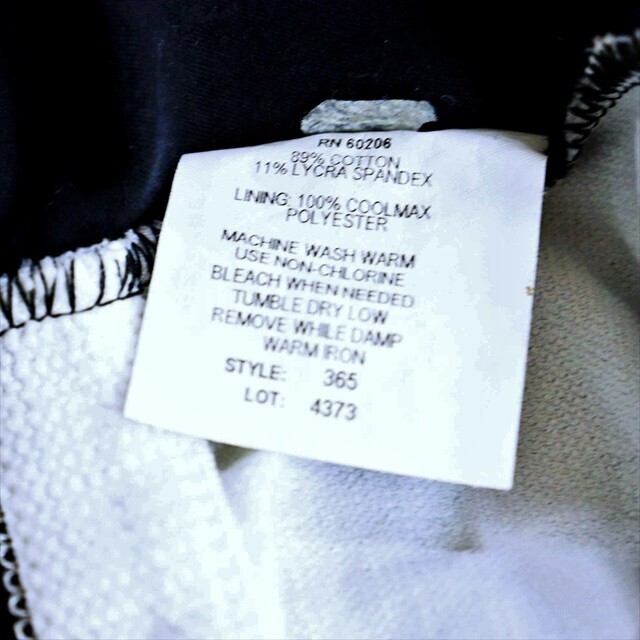 RN 60206
89% COTTON
11% LYCRA SPANDEX
LINING: 100% COOLMAX
POLYESTER
MACHINE WASH WARM
USE NON-CHLORINE
BLEACH WHEN NEEDED
TUMBLE DRY LOW
REMOVE WHILE DAMP
WARM IRON
STYLE: 365
LOT: 4373